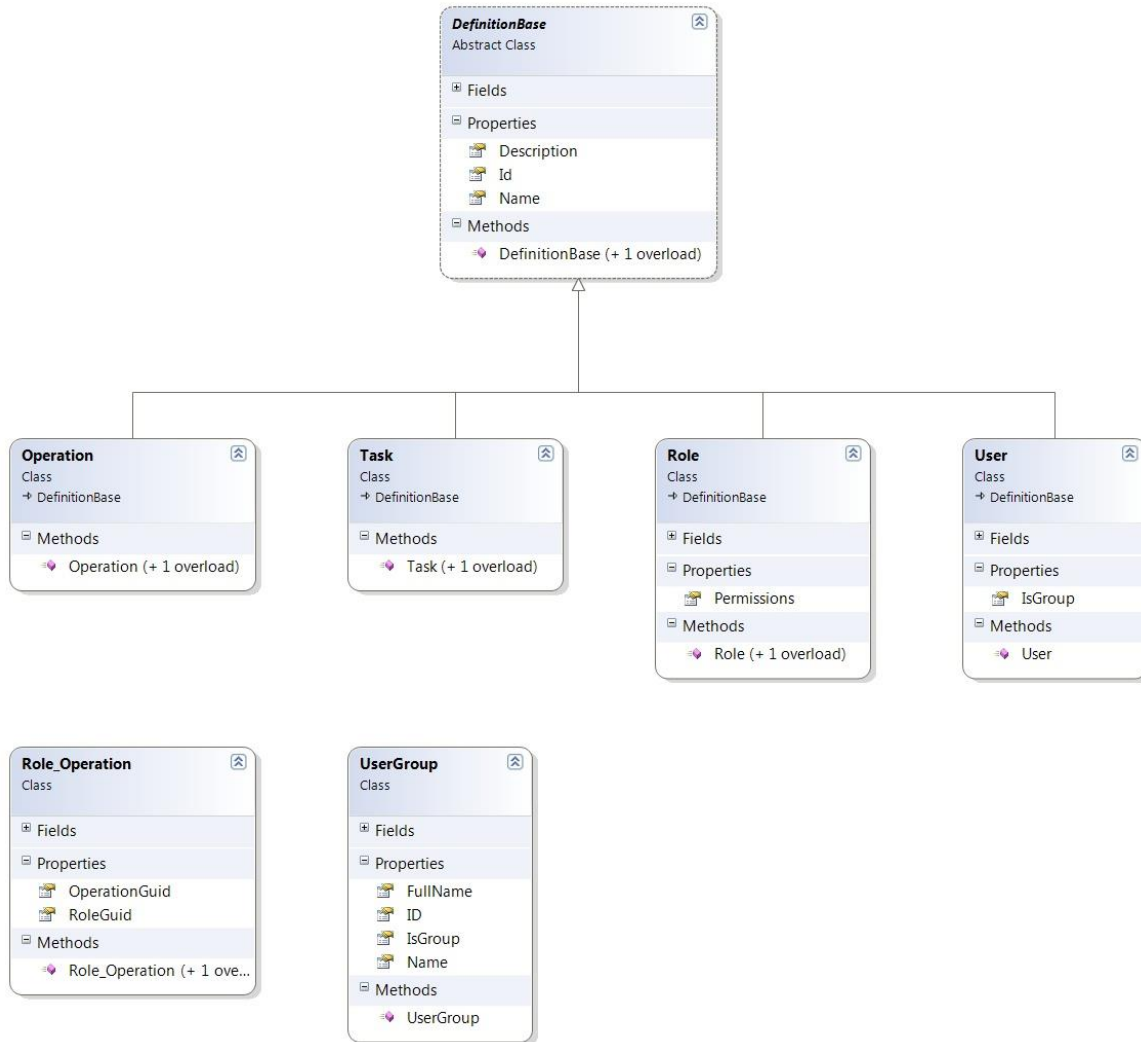 DefinitionBase
Abstract Class
Fields
Properties
Description
Id
Name
Methods
DefinitionBase (+ 1 overload)
Operation
Class
DefinitionBase
Methods
Operation (+ 1 overload)
Task
Class
DefinitionBase
Methods
Task (+ 1 overload)
Role
Class
DefinitionBase
Fields
Properties
Permissions
Methods
Role (+ 1 overload)
User
Class
DefinitionBase
Fields
Properties
IsGroup
Methods
User
Role_Operation
Class
Fields
Properties
OperationGuid
RoleGuid
Methods
Role_Operation (+ 1 ove...
UserGroup
Class
Fields
Properties
FullName
ID
IsGroup
Name
Methods
UserGroup